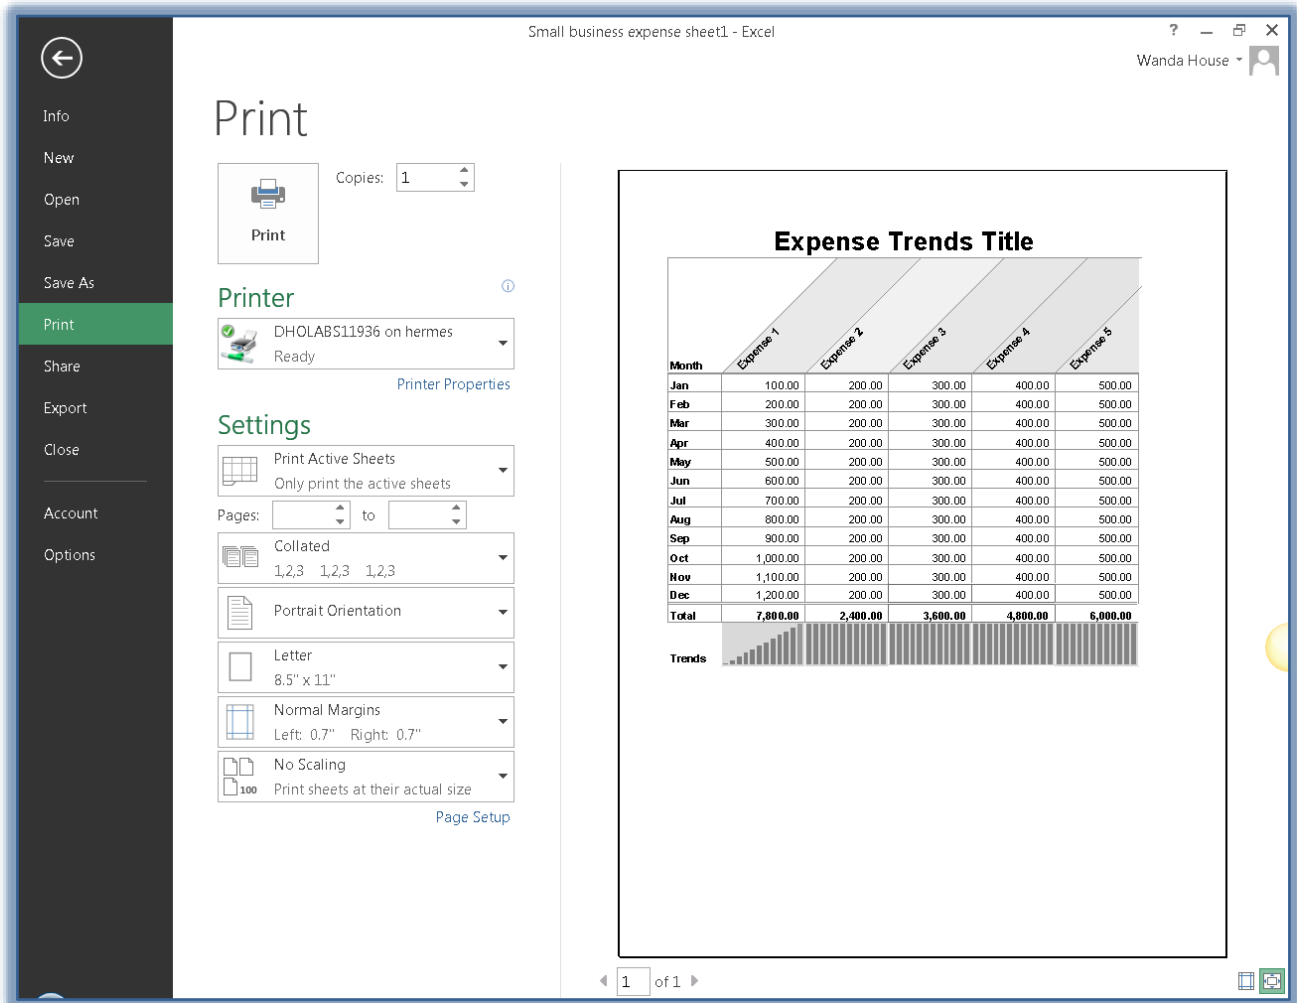 Small business expense sheet1 - Excel
?
Wanda House
Info
New
Open
Save
Save As
Print
Share
Export
Close
Account
Options
Print
Print
Copies: 1
Printer
DHOLABS11936 on hermes
Ready
Printer Properties
Settings
Print Active Sheets
Only print the active sheets
Pages: to
Collated
1,2,3 1,2,3 1,2,3
Portrait Orientation
Letter
8.5" x 11"
Normal Margins
Left: 0.7" Right: 0.7"
No Scaling
100 Print sheets at their actual size
Page Setup
Expense Trends Title
Month Expense 1 Expense 2 Expense 3 Expense 4 Expense 5
Jan 100.00 200.00 300.00 400.00 500.00
Feb 200.00 200.00 300.00 400.00 500.00
Mar 300.00 200.00 300.00 400.00 500.00
Apr 400.00 200.00 300.00 400.00 500.00
May 500.00 200.00 300.00 400.00 500.00
Jun 600.00 200.00 300.00 400.00 500.00
Jul 700.00 200.00 300.00 400.00 500.00
Aug 800.00 200.00 300.00 400.00 500.00
Sep 900.00 200.00 300.00 400.00 500.00
Oct 1,000.00 200.00 300.00 400.00 500.00
Nov 1,100.00 200.00 300.00 400.00 500.00
Dec 1,200.00 200.00 300.00 400.00 500.00
Total 7,800.00 2,400.00 3,600.00 4,800.00 6,000.00
Trends
1 of 1